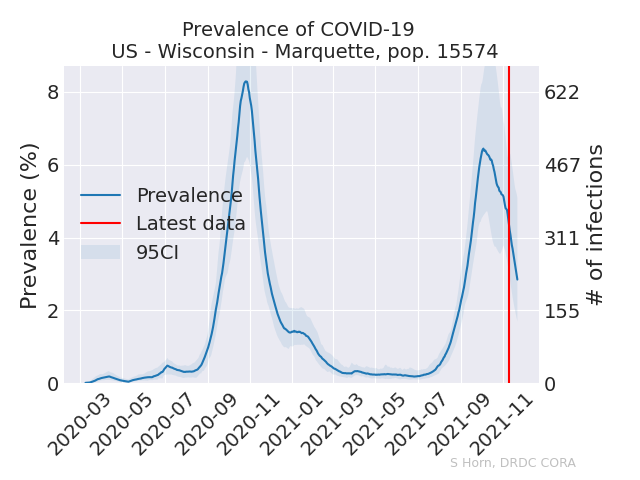 Prevalence of COVID-19
US - Wisconsin - Marquette, pop. 15574
Prevalence (%)
8
6
4
2
0
622
467
311
155
0
# of infections
Prevalence
Latest data
95CI
2020-03
2020-05
2020-07
2020-09
2020-11
2021-01
2021-03
2021-05
2021-07
2021-09
2021-11
S Horn, DRDC CORA